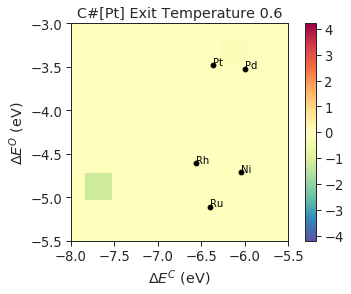 C#[Pt] Exit Temperature 0.6
−3.0
−3.5
−4.0
−4.5
−5.0
−5.5
ΔE^O (eV)
Pt
Pd
Rh
Ni
Ru
−8.0 −7.5 −7.0 −6.5 −6.0 −5.5
ΔE^C (eV)
4
3
2
1
0
−1
−2
−3
−4